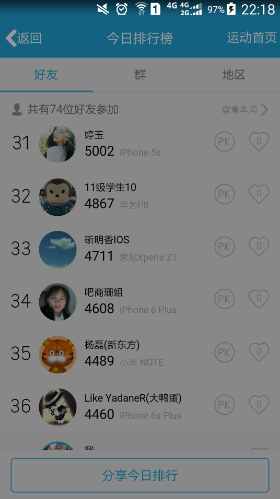 4G 4G 97% 22:18
2G
返回 今日排行榜 运动首页
好友 群 地区
共有74位好友参加 查看本周
31 婷玉 PK 0
5002 iPhone 5s
32 11级学生10 PK 0
4867 华为P8
33 靳明香IOS PK 0
4711 索尼Xperia Z1
34 吧商珊姐 PK 0
4608 iPhone 6 Plus
35 杨磊(新东方) PK 0
4489 小米 NOTE
36 Like YadaneR(大鸭蛋) PK 0
4460 iPhone 6s Plus
分享今日排行